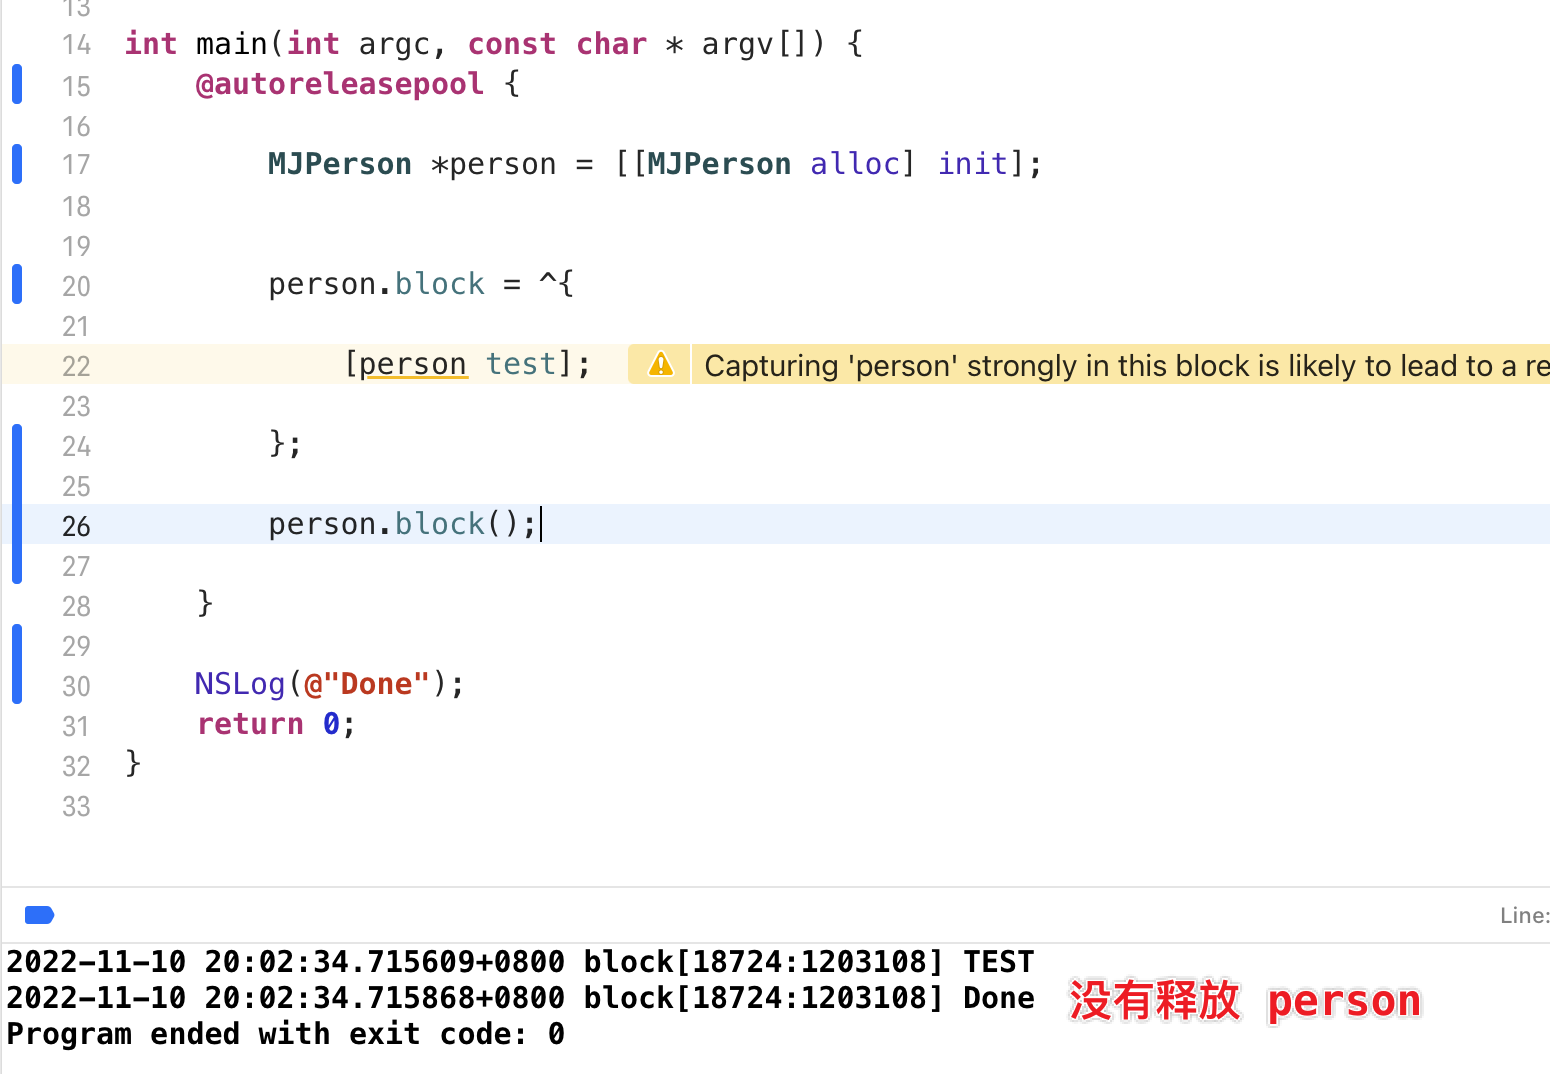 13
14 int main(int argc, const char * argv[]) {
15 @autoreleasepool {
16
17 MJPerson *person = [[MJPerson alloc] init];
18
19
20 person.block = ^{
21
22 [person test]; Capturing 'person' strongly in this block is likely to lead to a re
23
24 };
25
26 person.block();
27
28 }
29
30 NSLog(@"Done");
31 return 0;
32 }
33
Line:
2022-11-10 20:02:34.715609+0800 block[18724:1203108] TEST
2022-11-10 20:02:34.715868+0800 block[18724:1203108] Done 没有释放 person
Program ended with exit code: 0